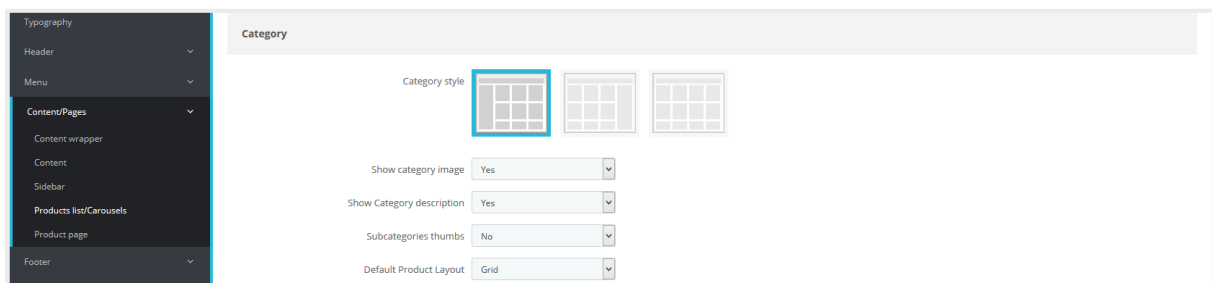 Typography
Header
Menu
Content/Pages
Content wrapper
Content
Sidebar
Products list/Carousels
Product page
Footer
Category
Category style
Show category image Yes
Show Category description Yes
Subcategories thumbs No
Default Product Layout Grid